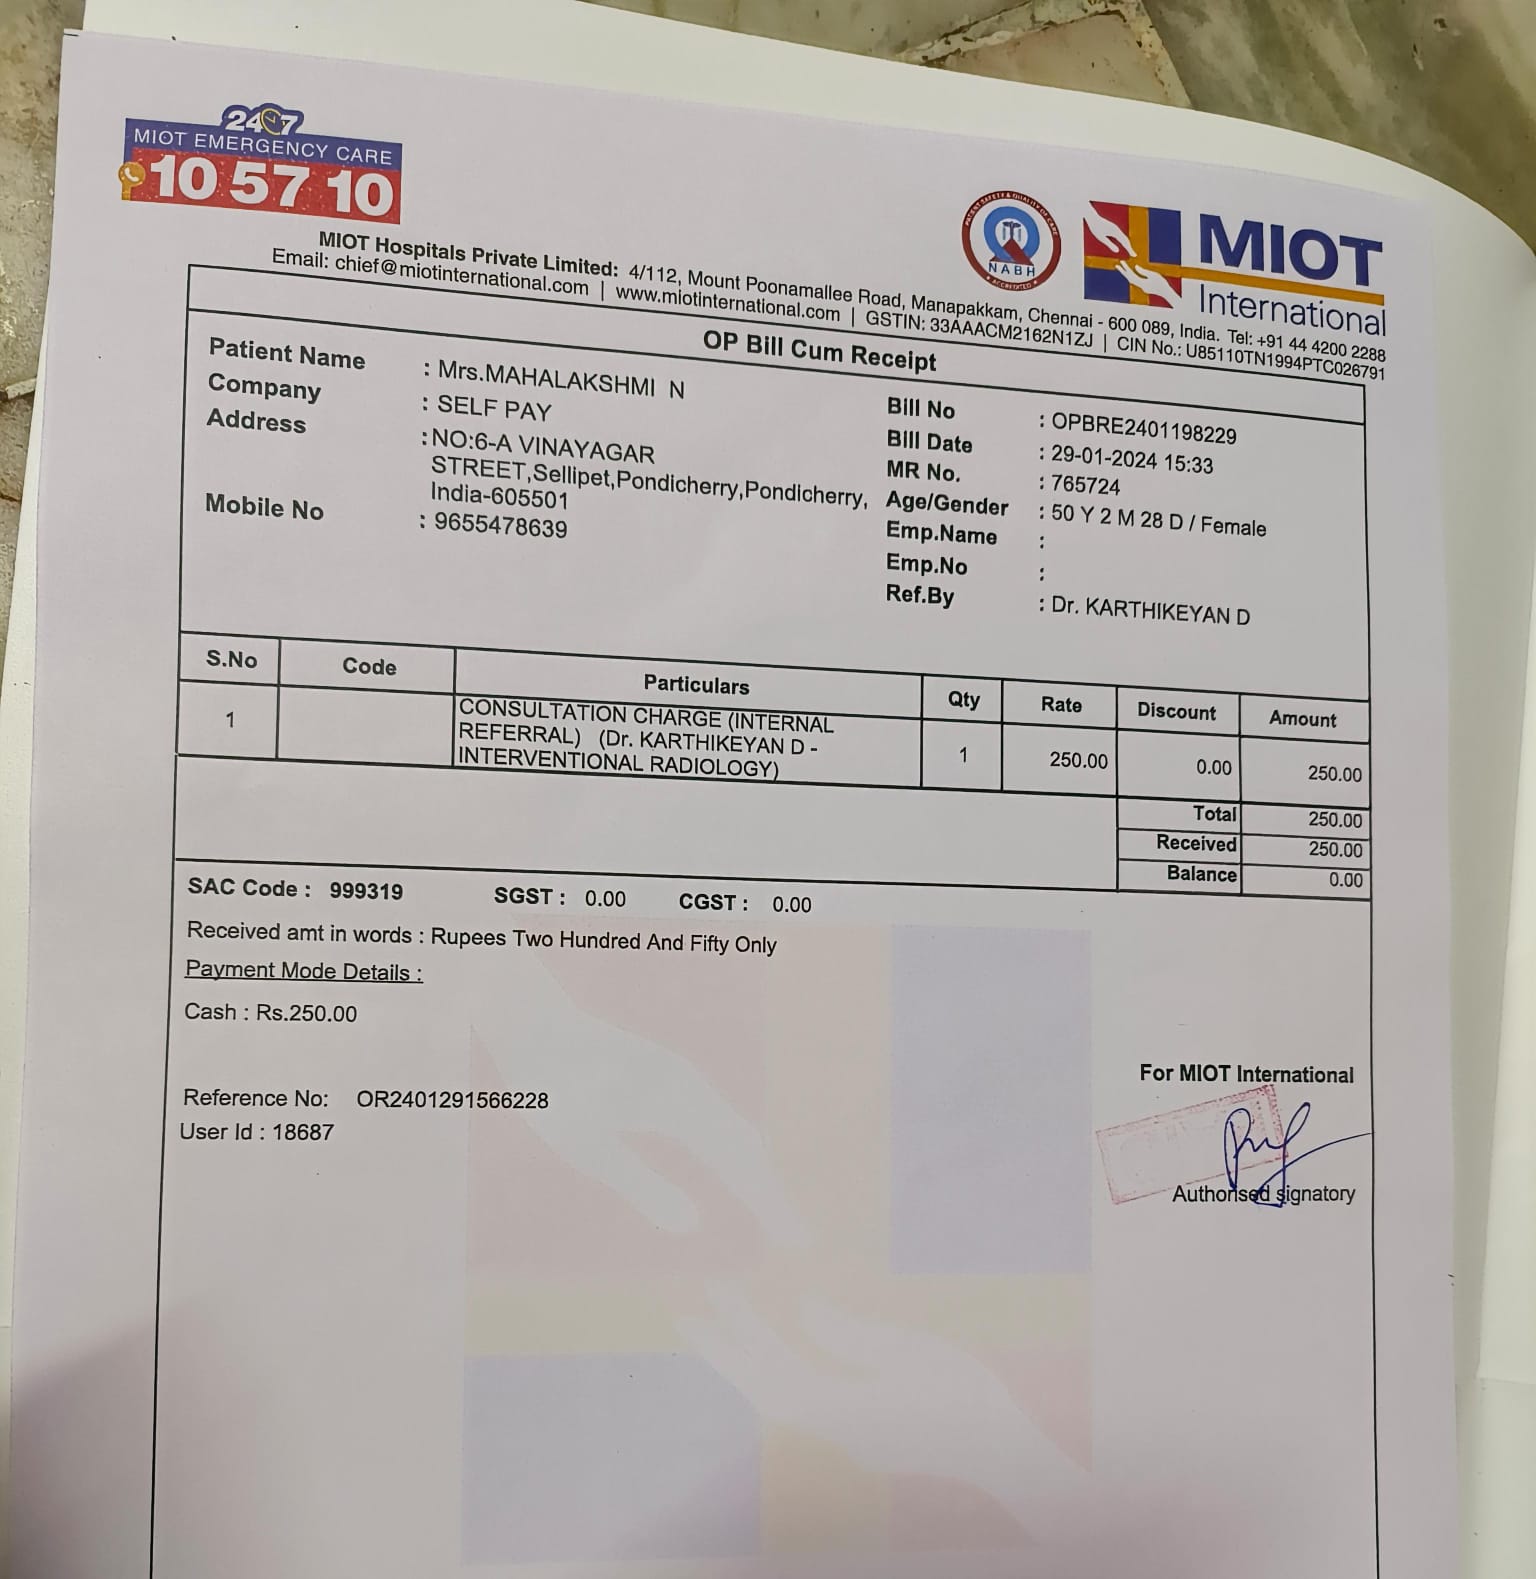 24/7
MIOT EMERGENCY CARE
10 57 10
PATIENT SAFETY & QUALITY OF CARE
NABH
ACCREDITED
MIOT
International
MIOT Hospitals Private Limited: 4/112, Mount Poonamallee Road, Manapakkam, Chennai - 600 089, India. Tel: +91 44 4200 2288
Email: chief@miotinternational.com | www.miotinternational.com | GSTIN: 33AAACM2162N1ZJ | CIN No.: U85110TN1994PTC026791
OP Bill Cum Receipt
Patient Name : Mrs.MAHALAKSHMI N
Company : SELF PAY
Address : NO:6-A VINAYAGAR
STREET,Sellipet,Pondicherry,Pondicherry,
India-605501
Mobile No : 9655478639
Bill No : OPBRE2401198229
Bill Date : 29-01-2024 15:33
MR No. : 765724
Age/Gender : 50 Y 2 M 28 D / Female
Emp.Name :
Emp.No :
Ref.By : Dr. KARTHIKEYAN D
S.No Code Particulars Qty Rate Discount Amount
1 CONSULTATION CHARGE (INTERNAL
REFERRAL) (Dr. KARTHIKEYAN D -
INTERVENTIONAL RADIOLOGY) 1 250.00 0.00 250.00
Total 250.00
Received 250.00
Balance 0.00
SAC Code : 999319 SGST : 0.00 CGST : 0.00
Received amt in words : Rupees Two Hundred And Fifty Only
Payment Mode Details :
Cash : Rs.250.00
Reference No: OR2401291566228
User Id : 18687
For MIOT International
Authorised signatory